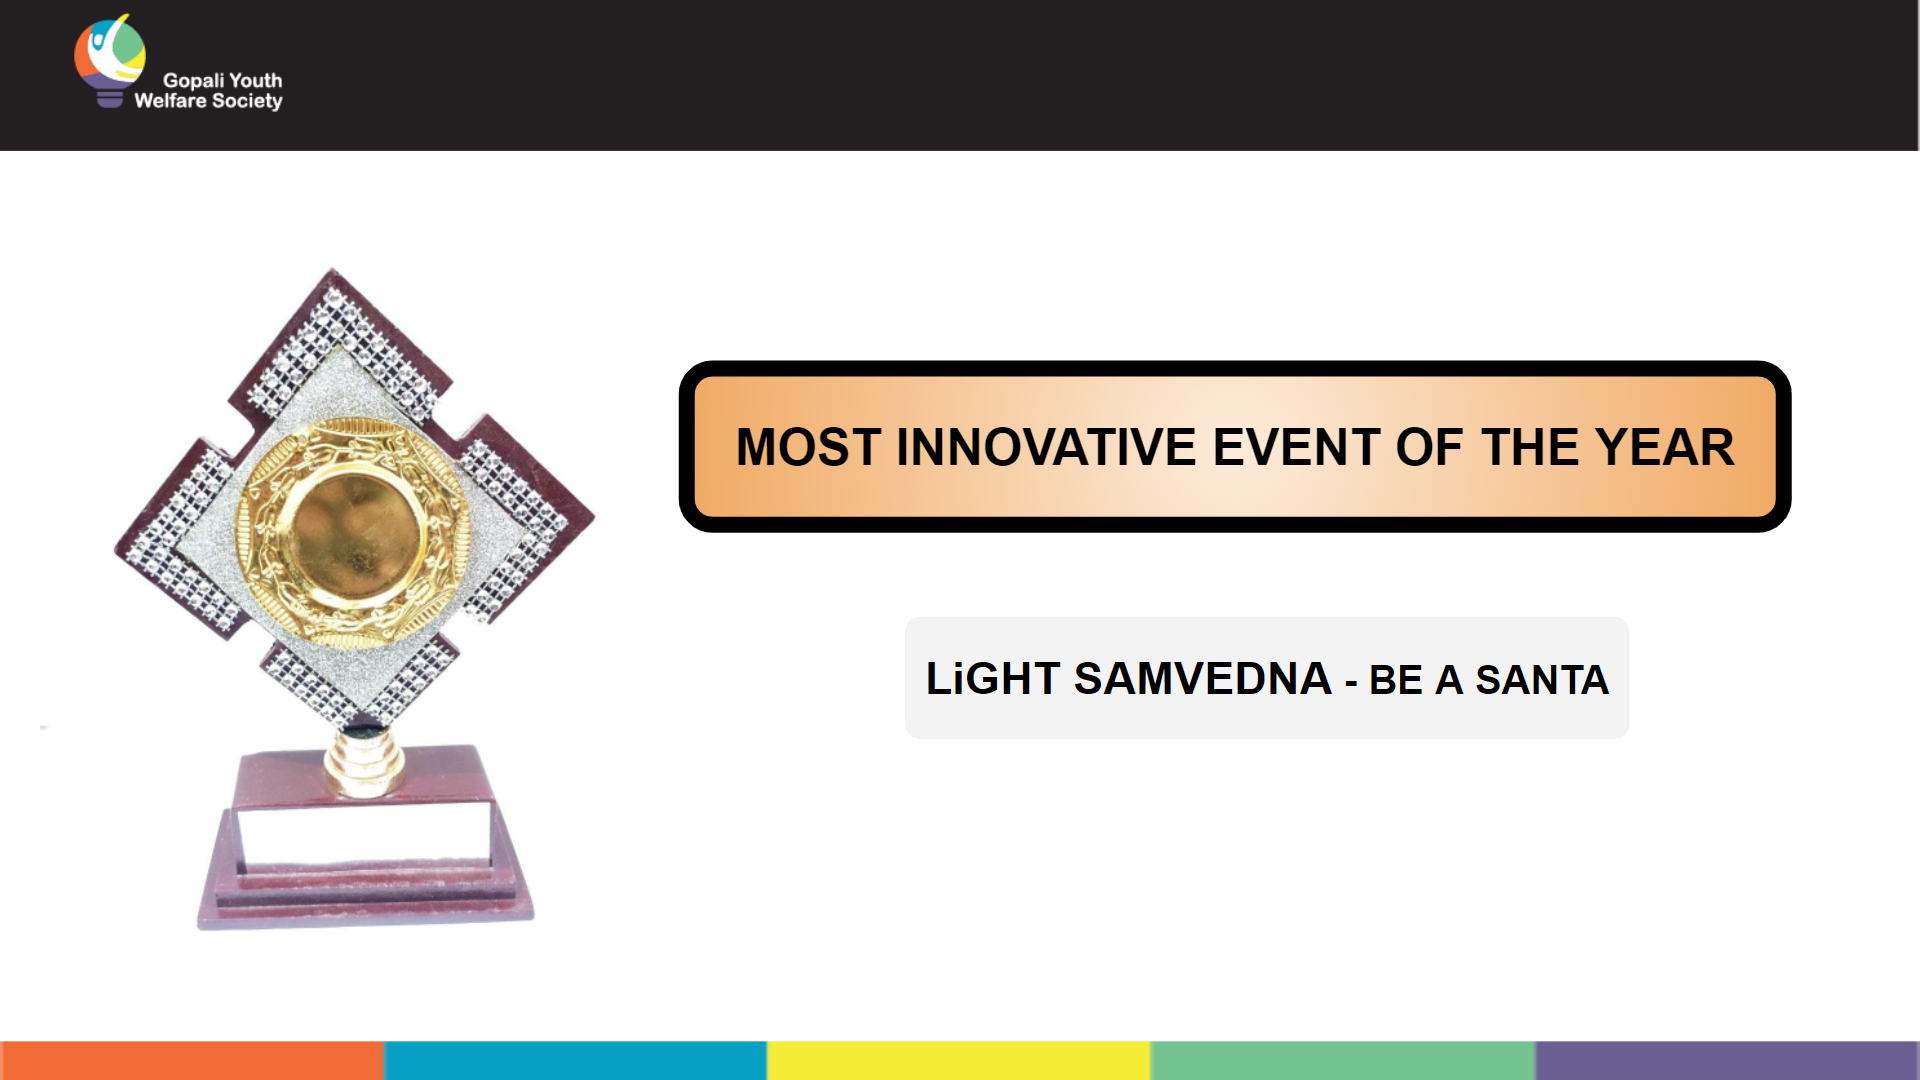 Gopali Youth
Welfare Society
MOST INNOVATIVE EVENT OF THE YEAR
LiGHT SAMVEDNA - BE A SANTA